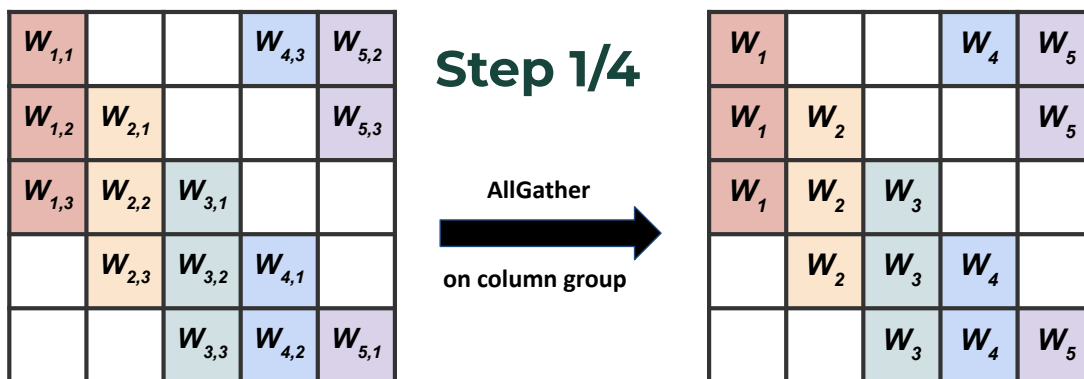 W1,1 W4,3 W5,2
W1,2 W2,1 W5,3
W1,3 W2,2 W3,1
W2,3 W3,2 W4,1
W3,3 W4,2 W5,1
Step 1/4
AllGather
on column group
W1 W4 W5
W1 W2 W5
W1 W2 W3
W2 W3 W4
W3 W4 W5